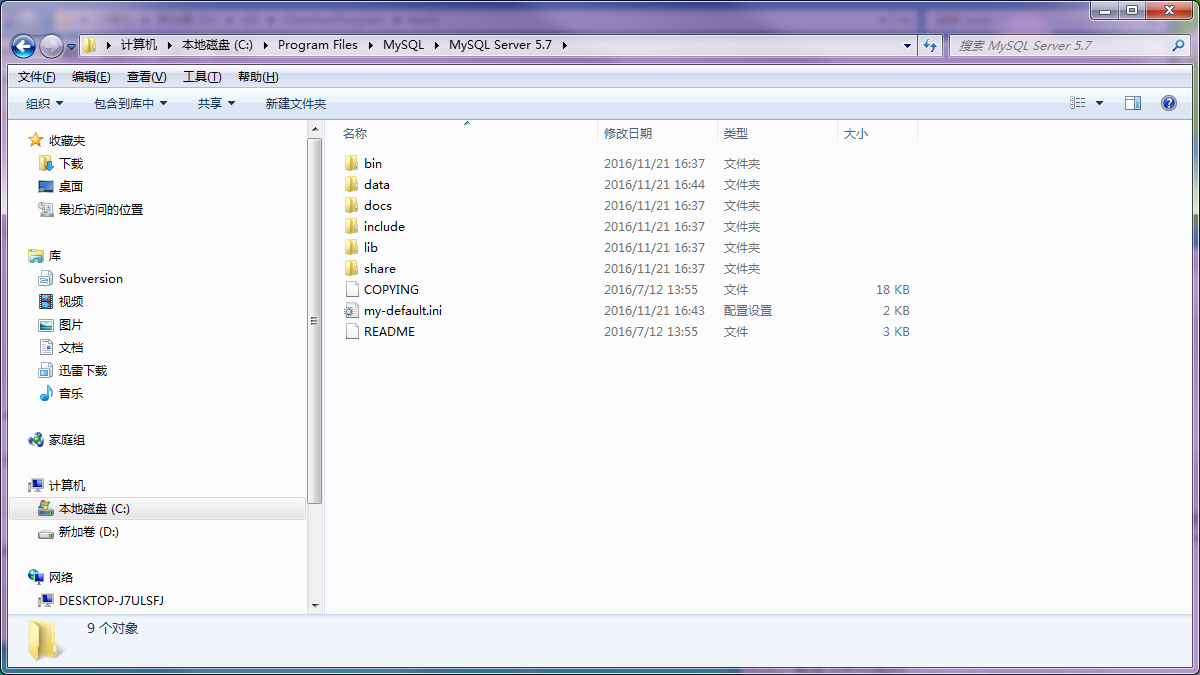 计算机 本地磁盘 (C:) Program Files MySQL MySQL Server 5.7
搜索 MySQL Server 5.7
文件(F) 编辑(E) 查看(V) 工具(T) 帮助(H)
组织 包含到库中 共享 新建文件夹
收藏夹
下载
桌面
最近访问的位置
库
Subversion
视频
图片
文档
迅雷下载
音乐
家庭组
计算机
本地磁盘 (C:)
新加卷 (D:)
网络
DESKTOP-J7ULSFJ
名称 修改日期 类型 大小
bin 2016/11/21 16:37 文件夹
data 2016/11/21 16:44 文件夹
docs 2016/11/21 16:37 文件夹
include 2016/11/21 16:37 文件夹
lib 2016/11/21 16:37 文件夹
share 2016/11/21 16:37 文件夹
COPYING 2016/7/12 13:55 文件 18 KB
my-default.ini 2016/11/21 16:43 配置设置 2 KB
README 2016/7/12 13:55 文件 3 KB
9 个对象